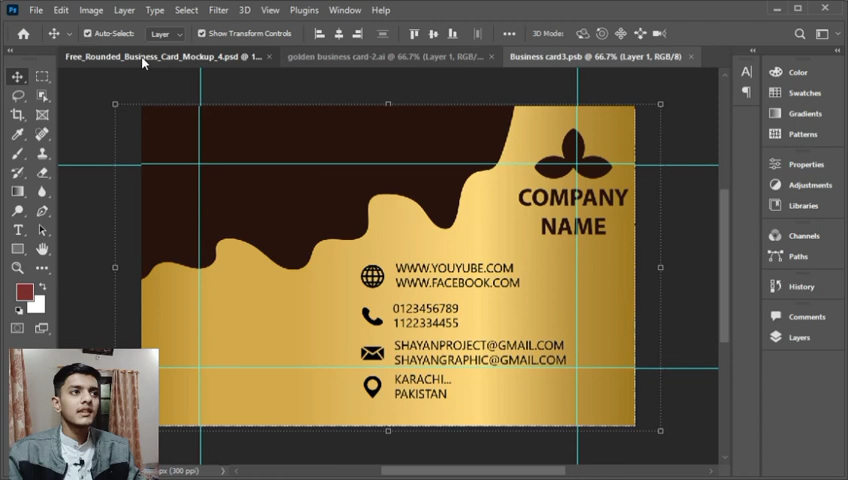 File Edit Image Layer Type Select Filter 3D View Plugins Window Help
Auto-Select: Layer Show Transform Controls 3D Mode:
Free_Rounded_Business_Card_Mockup_4.psd @ 1... × golden business card-2.ai @ 66.7% (Layer 1, RGB/... × Business card3.psb @ 66.7% (Layer 1, RGB/8) ×
Color
Swatches
Gradients
Patterns
Properties
Adjustments
Libraries
Channels
Paths
History
Comments
Layers
COMPANY
NAME
WWW.YOUYUBE.COM
WWW.FACEBOOK.COM
0123456789
1122334455
SHAYANPROJECT@GMAIL.COM
SHAYANGRAPHIC@GMAIL.COM
KARACHI...
PAKISTAN
(300 ppi)